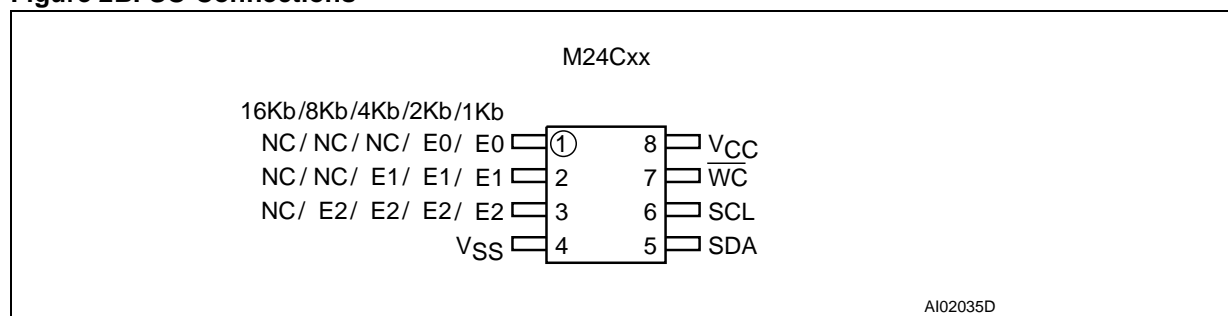 M24Cxx
16Kb/8Kb/4Kb/2Kb/1Kb
NC/ NC/ NC/ E0/ E0 1 8 VCC
NC/ NC/ E1/ E1/ E1 2 7 W̅C̅
NC/ E2/ E2/ E2/ E2 3 6 SCL
VSS 4 5 SDA
AI02035D